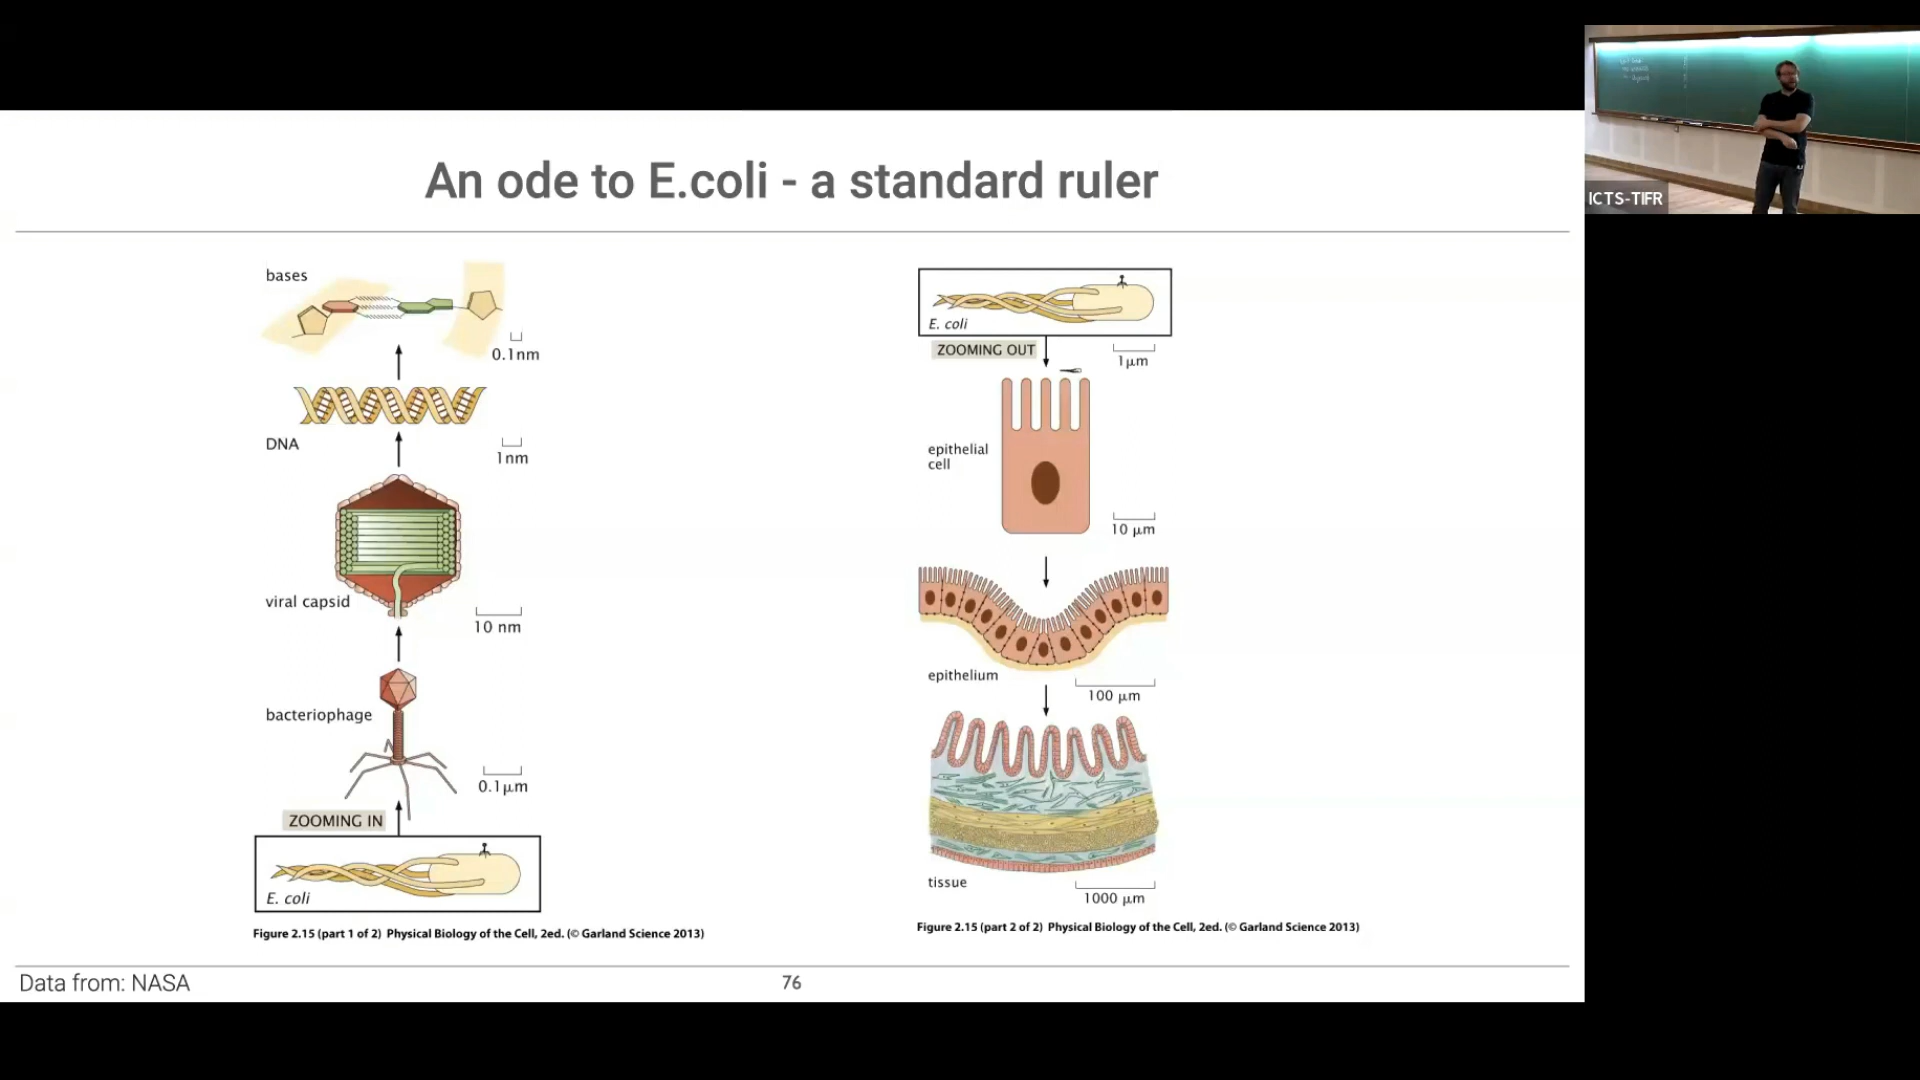 An ode to E.coli - a standard ruler
bases
0.1nm
DNA
1nm
viral capsid
10 nm
bacteriophage
0.1µm
ZOOMING IN
E. coli
Figure 2.15 (part 1 of 2) Physical Biology of the Cell, 2ed. (© Garland Science 2013)
E. coli
ZOOMING OUT
1µm
epithelial
cell
10 µm
epithelium
100 µm
tissue
1000 µm
Figure 2.15 (part 2 of 2) Physical Biology of the Cell, 2ed. (© Garland Science 2013)
Data from: NASA
76
ICTS-TIFR